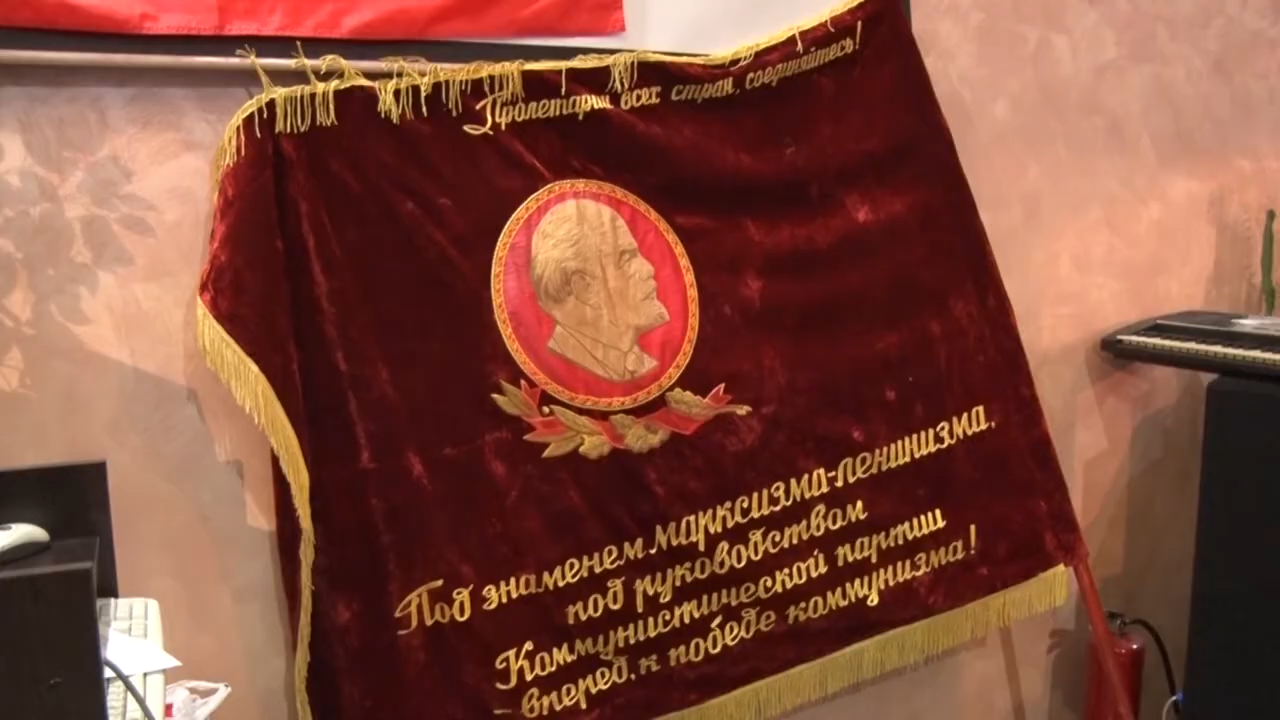 Пролетарии всех стран, соединяйтесь!
Под знаменем марксизма-ленинизма,
под руководством
Коммунистической партии
- вперед, к победе коммунизма!